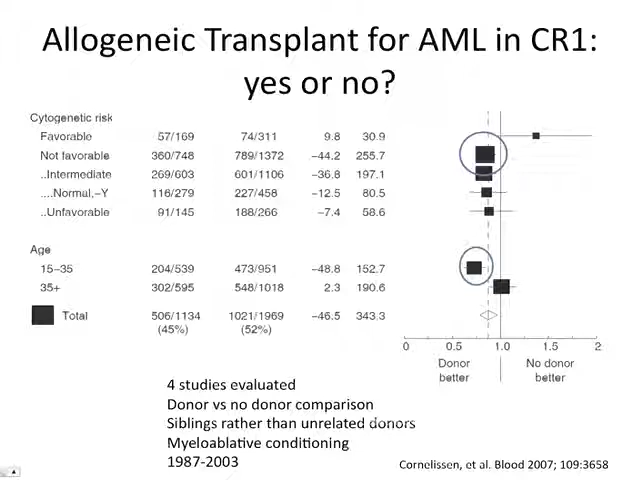 Allogeneic Transplant for AML in CR1:
yes or no?
Cytogenetic risk
Favorable 57/169 74/311 9.8 30.9
Not favorable 360/748 789/1372 −44.2 255.7
..Intermediate 269/603 601/1106 −36.8 197.1
....Normal,−Y 116/279 227/458 −12.5 80.5
..Unfavorable 91/145 188/266 −7.4 58.6
Age
15–35 204/539 473/951 −48.8 152.7
35+ 302/595 548/1018 2.3 190.6
Total 506/1134 1021/1969 −46.5 343.3
(45%) (52%)
0 0.5 1.0 1.5 2
Donor No donor
better better
4 studies evaluated
Donor vs no donor comparison
Siblings rather than unrelated donors
Myeloablative conditioning
1987-2003
Cornelissen, et al. Blood 2007; 109:3658